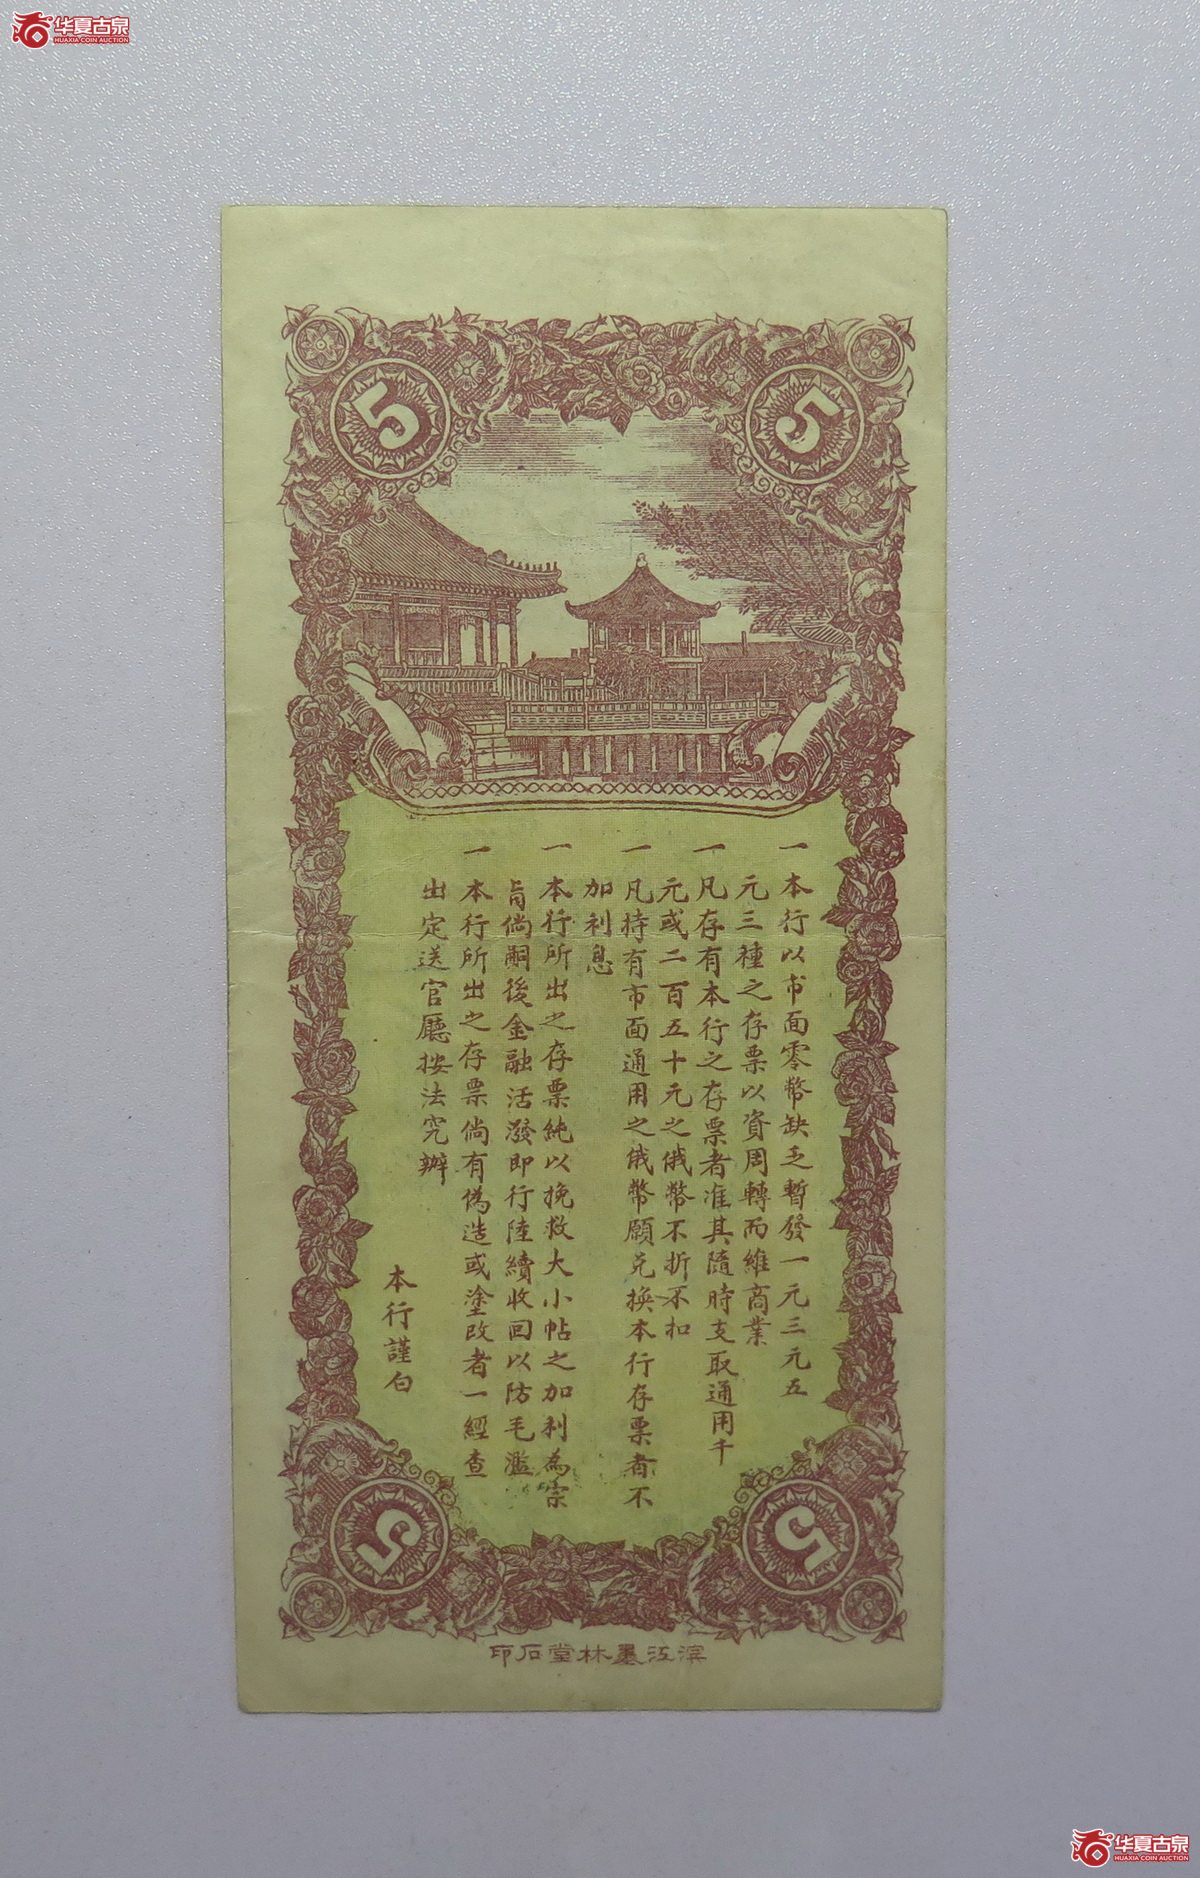 华夏古泉
HUAXIA COIN AUCTION
5
5
一本行以市面零幣缺乏暫發一元三元五
元三種之存票以資周轉而維商業
一凡存有本行之存票者准其隨時支取通用千
元或二百五十元之俄幣不折不扣
一凡持有市面通用之俄幣願兑換本行存票者不
加利息
一本行所出之存票純以挽救大小帖之加利為宗
旨倘嗣後金融活潑即行陸續收回以防毛濫
一本行所出之存票倘有偽造或塗改者一經查
出定送官廳按法究辦
本行謹白
5
5
滨江墨林堂石印
华夏古泉
HUAXIA COIN AUCTION